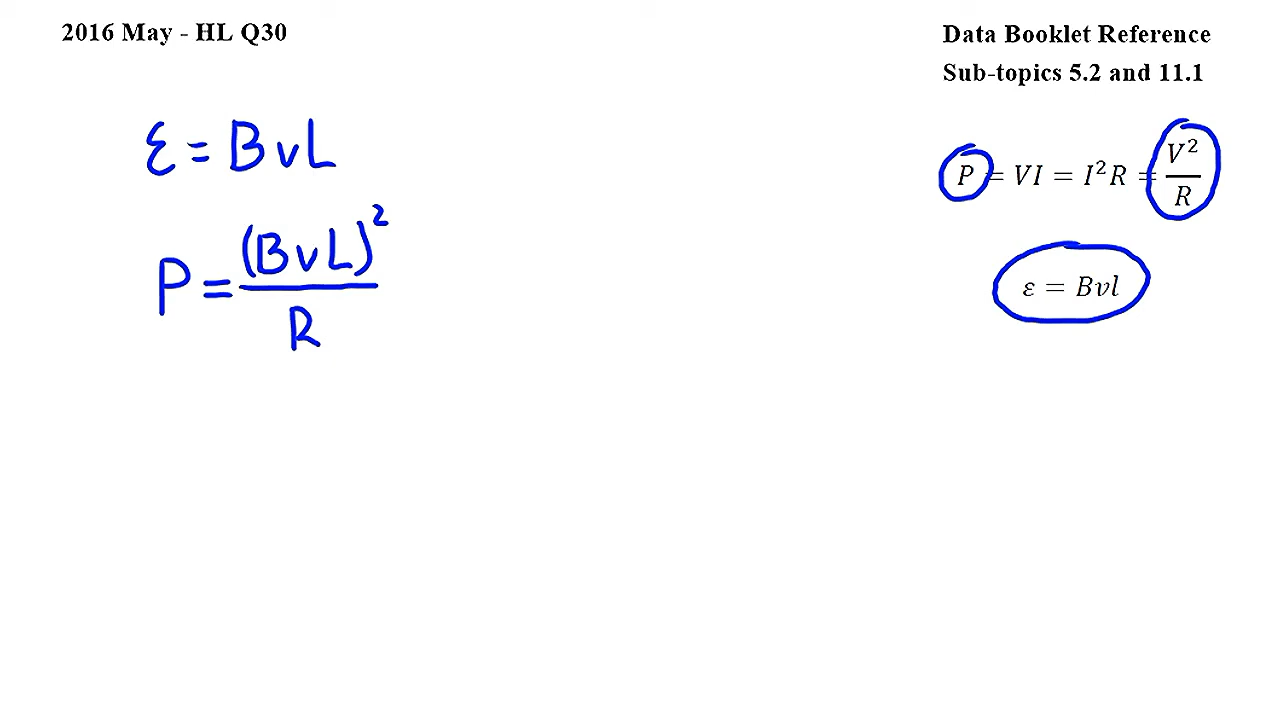 2016 May - HL Q30
Data Booklet Reference
Sub-topics 5.2 and 11.1
ε = BvL
P = (BvL)² / R
P = VI = I²R = V²/R
ε = Bvl